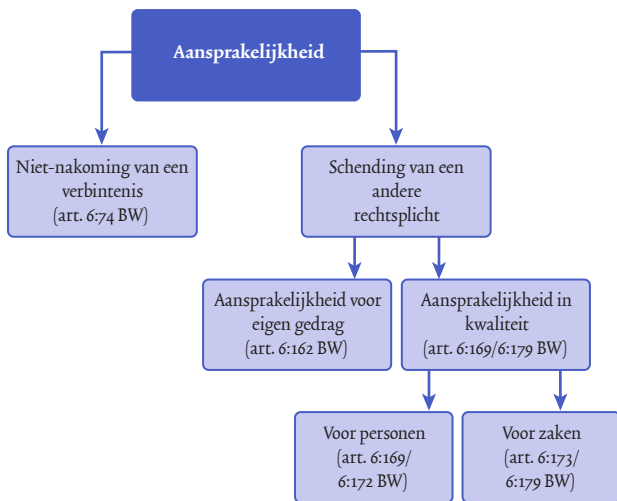 Aansprakelijkheid
Niet-nakoming van een
verbintenis
(art. 6:74 BW)
Schending van een
andere
rechtsplicht
Aansprakelijkheid voor
eigen gedrag
(art. 6:162 BW)
Aansprakelijkheid in
kwaliteit
(art. 6:169/6:179 BW)
Voor personen
(art. 6:169/
6:172 BW)
Voor zaken
(art. 6:173/
6:179 BW)